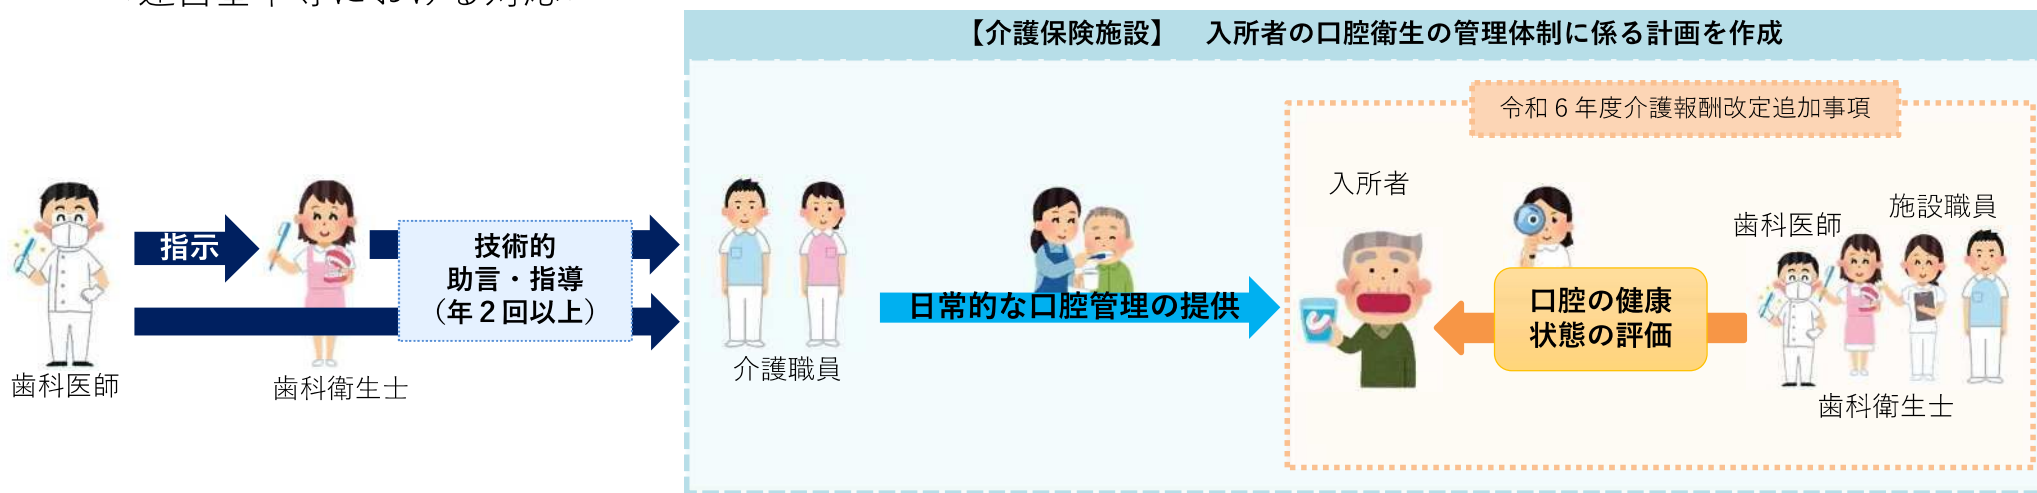 【介護保険施設】　入所者の口腔衛生の管理体制に係る計画を作成
令和６年度介護報酬改定追加事項
指示
技術的
助言・指導
（年２回以上）
歯科医師
歯科衛生士
介護職員
日常的な口腔管理の提供
入所者
口腔の健康
状態の評価
歯科医師
施設職員
歯科衛生士